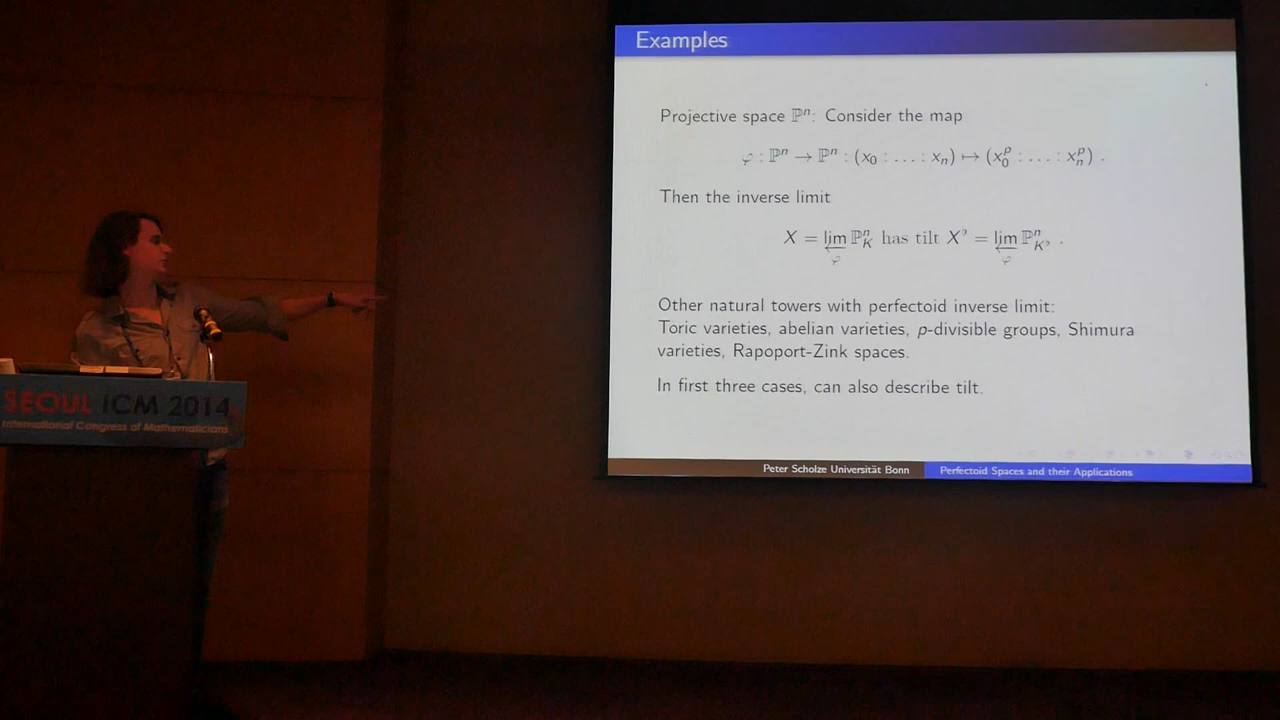 Examples
Projective space ℙⁿ: Consider the map
φ : ℙⁿ → ℙⁿ : (x₀ : … : xₙ) ↦ (x₀ᵖ : … : xₙᵖ) .
Then the inverse limit
X = lim←_φ ℙⁿ_K has tilt X♭ = lim←_φ ℙⁿ_K♭ .
Other natural towers with perfectoid inverse limit:
Toric varieties, abelian varieties, p-divisible groups, Shimura
varieties, Rapoport-Zink spaces.
In first three cases, can also describe tilt.
Peter Scholze Universität Bonn
Perfectoid Spaces and their Applications
SEOUL ICM 2014
International Congress of Mathematicians